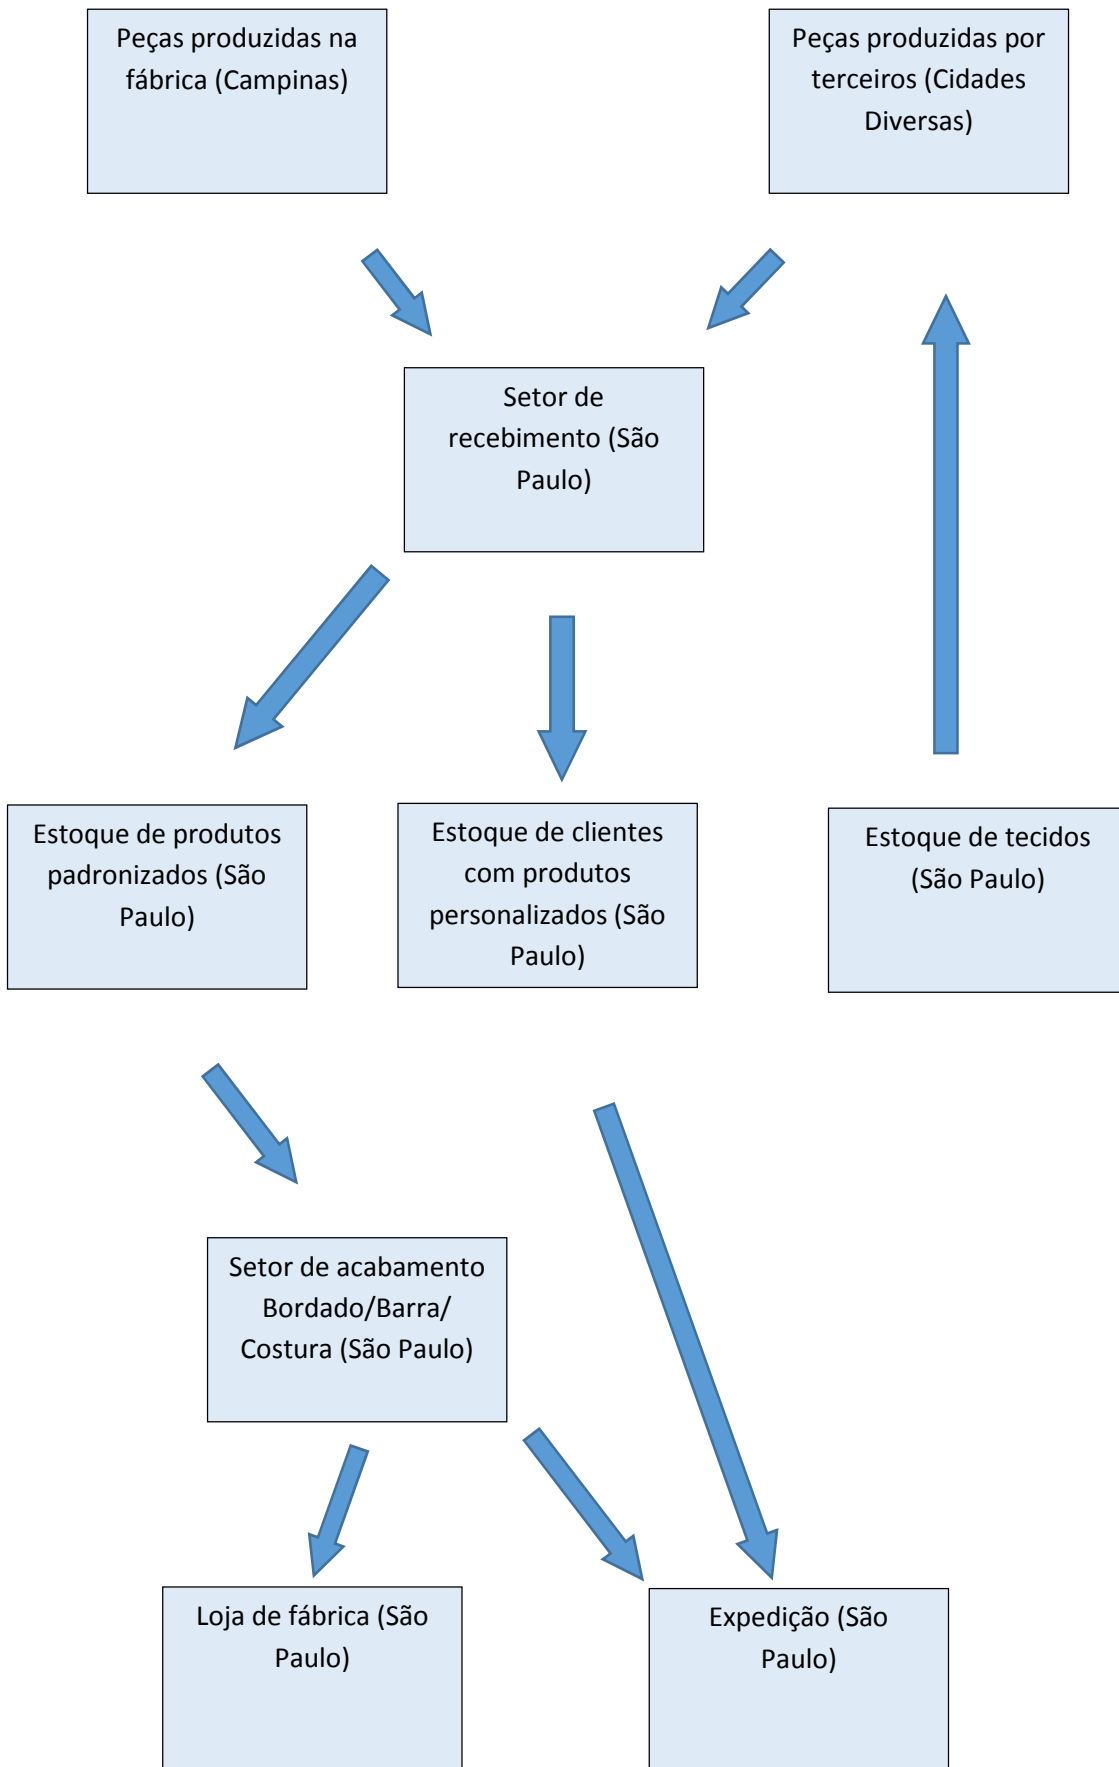 Peças produzidas na
fábrica (Campinas)
Peças produzidas por
terceiros (Cidades
Diversas)
Setor de
recebimento (São
Paulo)
Estoque de produtos
padronizados (São
Paulo)
Estoque de clientes
com produtos
personalizados (São
Paulo)
Estoque de tecidos
(São Paulo)
Setor de acabamento
Bordado/Barra/
Costura (São Paulo)
Loja de fábrica (São
Paulo)
Expedição (São
Paulo)